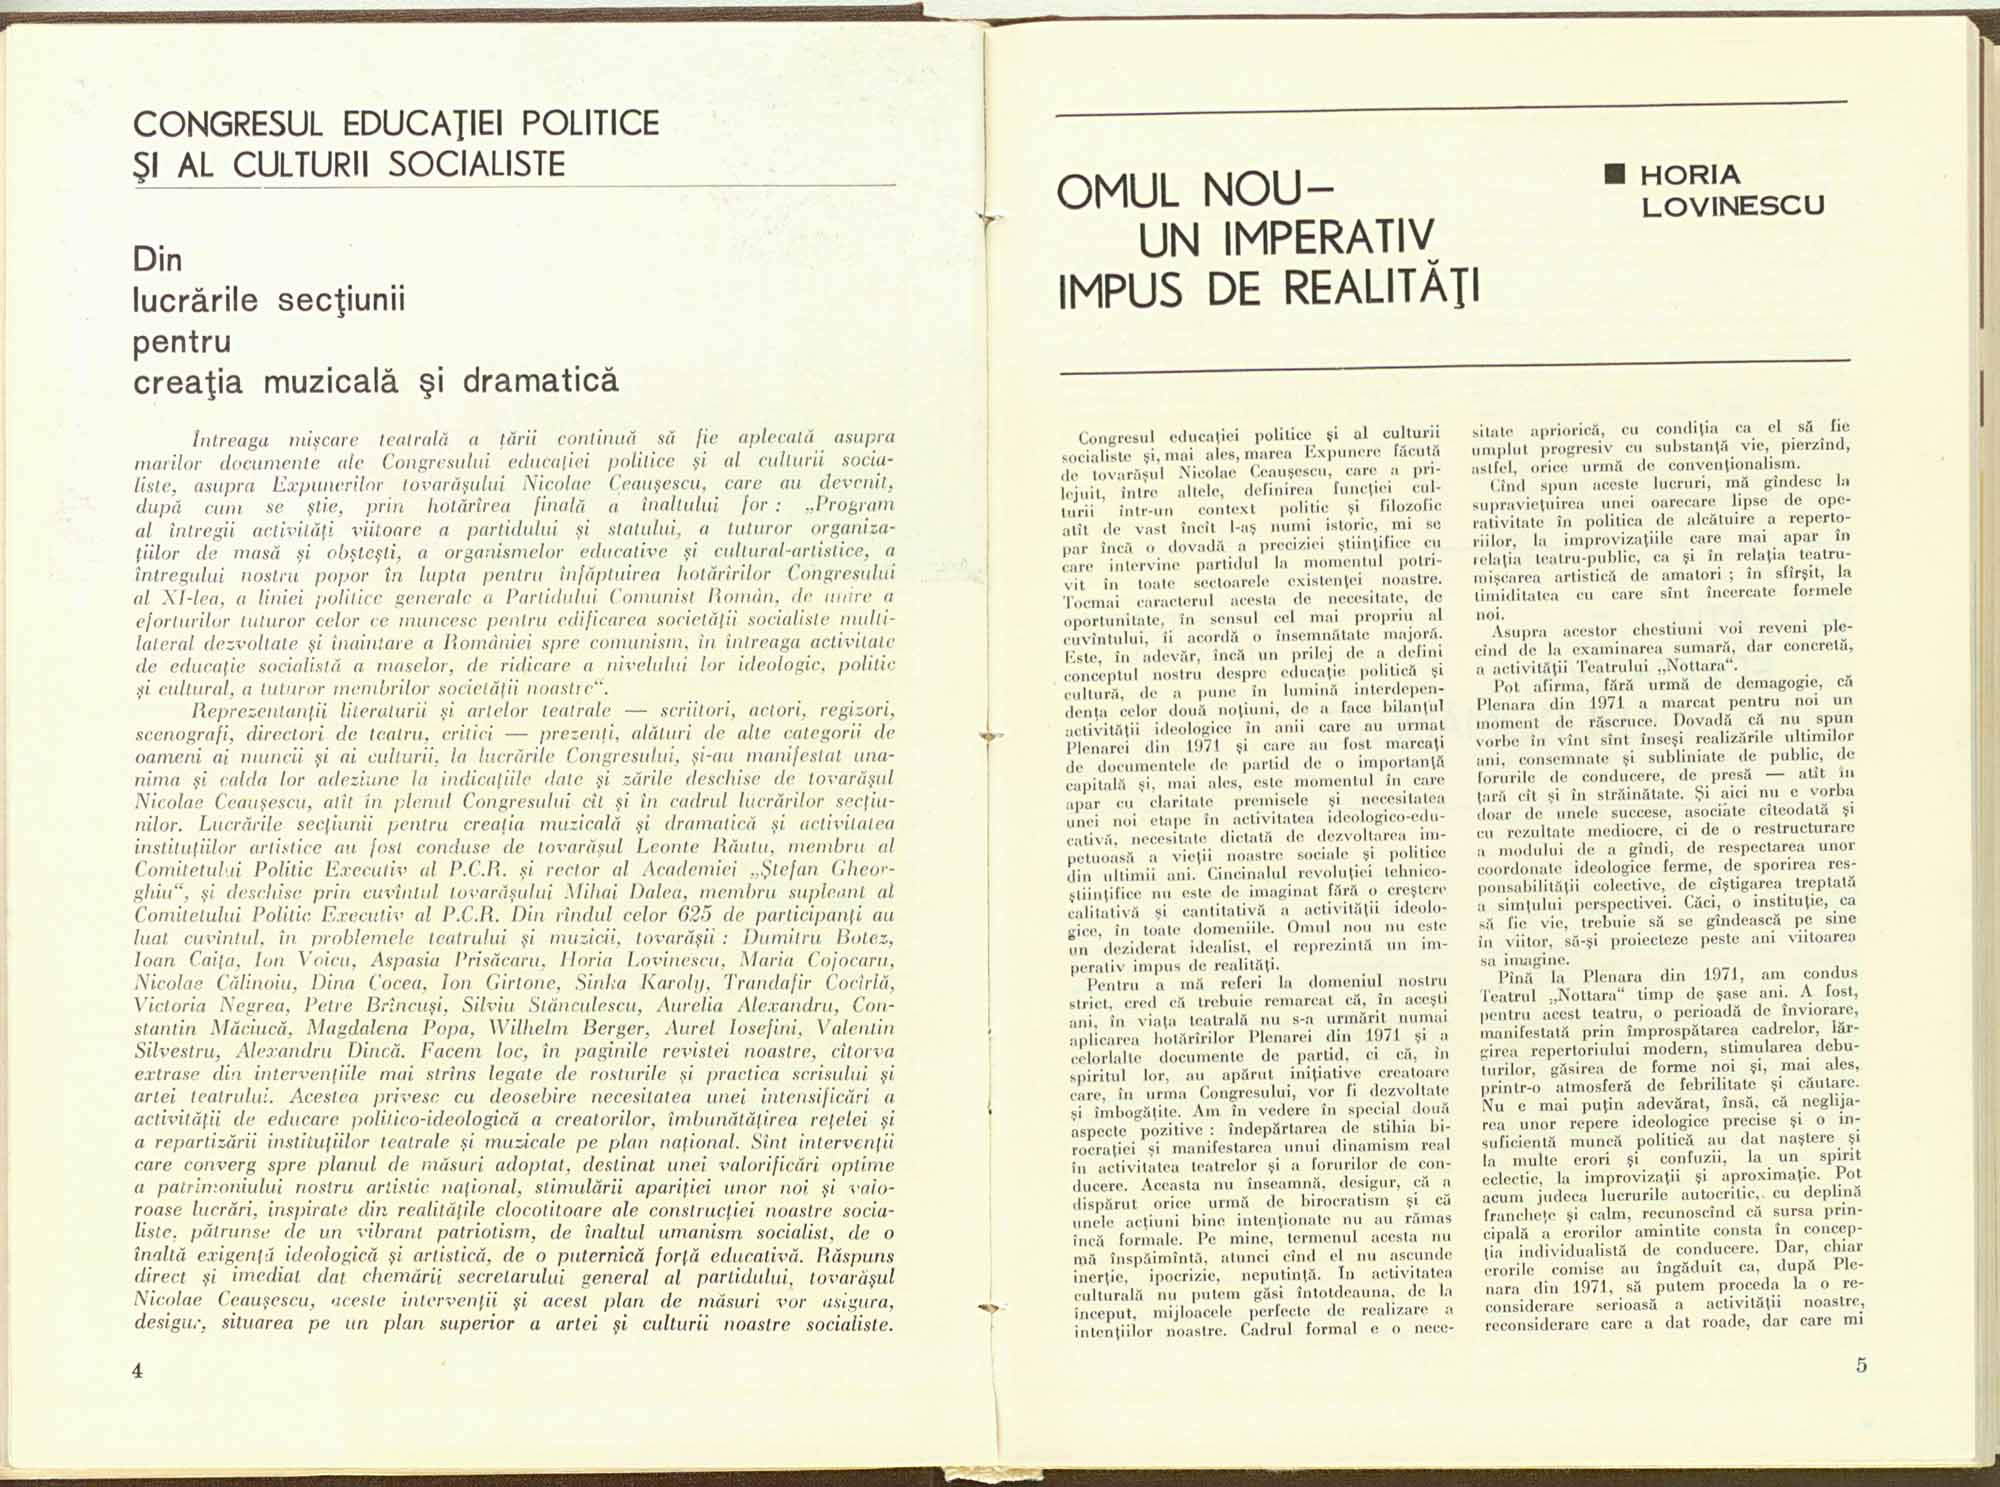 CONGRESUL EDUCAŢIEI POLITICE
ŞI AL CULTURII SOCIALISTE
Din
lucrările secţiunii
pentru
creaţia muzicală şi dramatică
Întreaga mişcare teatrală a ţării continuă să fie aplecată asupra
marilor documente ale Congresului educaţiei politice şi al culturii socia-
liste, asupra Expunerilor tovarăşului Nicolae Ceauşescu, care au devenit,
după cum se ştie, prin hotărîrea finală a înaltului for : „Program
al întregii activităţi viitoare a partidului şi statului, a tuturor organiza-
ţiilor de masă şi obşteşti, a organismelor educative şi cultural-artistice, a
întregului nostru popor în lupta pentru înfăptuirea hotărîrilor Congresului
al XI-lea, a liniei politice generale a Partidului Comunist Român, de unire a
eforturilor tuturor celor ce muncesc pentru edificarea societăţii socialiste multi-
lateral dezvoltate şi înaintare a României spre comunism, în întreaga activitate
de educaţie socialistă a maselor, de ridicare a nivelului lor ideologic, politic
şi cultural, a tuturor membrilor societăţii noastre“.
Reprezentanţii literaturii şi artelor teatrale — scriitori, actori, regizori,
scenografi, directori de teatru, critici — prezenţi, alături de alte categorii de
oameni ai muncii şi ai culturii, la lucrările Congresului, şi-au manifestat una-
nima şi calda lor adeziune la indicaţiile date şi zările deschise de tovarăşul
Nicolae Ceauşescu, atît în plenul Congresului cît şi în cadrul lucrărilor secţiu-
nilor. Lucrările secţiunii pentru creaţia muzicală şi dramatică şi activitatea
instituţiilor artistice au fost conduse de tovarăşul Leonte Răutu, membru al
Comitetului Politic Executiv al P.C.R. şi rector al Academiei „Ştefan Gheor-
ghiu“, şi deschise prin cuvîntul tovarăşului Mihai Dalea, membru supleant al
Comitetului Politic Executiv al P.C.R. Din rîndul celor 625 de participanţi au
luat cuvîntul, în problemele teatrului şi muzicii, tovarăşii : Dumitru Botez,
Ioan Caiţa, Ion Voicu, Aspasia Prisăcaru, Horia Lovinescu, Maria Cojocaru,
Nicolae Călinoiu, Dina Cocea, Ion Girtone, Sinka Karoly, Trandafir Cocîrlă,
Victoria Negrea, Petre Brîncuşi, Silviu Stănculescu, Aurelia Alexandru, Con-
stantin Măciucă, Magdalena Popa, Wilhelm Berger, Aurel Iosefini, Valentin
Silvestru, Alexandru Dincă. Facem loc, în paginile revistei noastre, cîtorva
extrase din intervenţiile mai strîns legate de rosturile şi practica scrisului şi
artei teatrului. Acestea privesc cu deosebire necesitatea unei intensificări a
activităţii de educare politico-ideologică a creatorilor, îmbunătăţirea reţelei şi
a repartizării instituţiilor teatrale şi muzicale pe plan naţional. Sînt intervenţii
care converg spre planul de măsuri adoptat, destinat unei valorificări optime
a patrimoniului nostru artistic naţional, stimulării apariţiei unor noi şi valo-
roase lucrări, inspirate din realităţile clocotitoare ale construcţiei noastre socia-
liste, pătrunse de un vibrant patriotism, de înaltul umanism socialist, de o
înaltă exigenţă ideologică şi artistică, de o puternică forţă educativă. Răspuns
direct şi imediat dat chemării secretarului general al partidului, tovarăşul
Nicolae Ceauşescu, aceste intervenţii şi acest plan de măsuri vor asigura,
desigur, situarea pe un plan superior a artei şi culturii noastre socialiste.
4
OMUL NOU—
UN IMPERATIV
IMPUS DE REALITĂŢI
■ HORIA
LOVINESCU
Congresul educaţiei politice şi al culturii
socialiste şi, mai ales, marea Expunere făcută
de tovarăşul Nicolae Ceauşescu, care a pri-
lejuit, între altele, definirea funcţiei cul-
turii într-un context politic şi filozofic
atît de vast încît l-aş numi istoric, mi se
par încă o dovadă a preciziei ştiinţifice cu
care intervine partidul la momentul potri-
vit în toate sectoarele existenţei noastre.
Tocmai caracterul acesta de necesitate, de
oportunitate, în sensul cel mai propriu al
cuvîntului, îi acordă o însemnătate majoră.
Este, în adevăr, încă un prilej de a defini
conceptul nostru despre educaţie politică şi
cultură, de a pune în lumină interdepen-
denţa celor două noţiuni, de a face bilanţul
activităţii ideologice în anii care au urmat
Plenarei din 1971 şi care au fost marcaţi
de documentele de partid de o importanţă
capitală şi, mai ales, este momentul în care
apar cu claritate premisele şi necesitatea
unei noi etape în activitatea ideologico-edu-
cativă, necesitate dictată de dezvoltarea im-
petuoasă a vieţii noastre sociale şi politice
din ultimii ani. Cincinalul revoluţiei tehnico-
ştiinţifice nu este de imaginat fără o creştere
calitativă şi cantitativă a activităţii ideolo-
gice, în toate domeniile. Omul nou nu este
un deziderat idealist, el reprezintă un im-
perativ impus de realităţi.
Pentru a mă referi la domeniul nostru
strict, cred că trebuie remarcat că, în aceşti
ani, în viaţa teatrală nu s-a urmărit numai
aplicarea hotărîrilor Plenarei din 1971 şi a
celorlalte documente de partid, ci că, în
spiritul lor, au apărut iniţiative creatoare
care, în urma Congresului, vor fi dezvoltate
şi îmbogăţite. Am în vedere în special două
aspecte pozitive : îndepărtarea de stihia bi-
rocraţiei şi manifestarea unui dinamism real
în activitatea teatrelor şi a forurilor de con-
ducere. Aceasta nu înseamnă, desigur, că a
dispărut orice urmă de birocratism şi că
unele acţiuni bine intenţionate nu au rămas
încă formale. Pe mine, termenul acesta nu
mă înspăimîntă, atunci cînd el nu ascunde
inerţie, ipocrizie, neputinţă. In activitatea
culturală nu putem găsi întotdeauna, de la
început, mijloacele perfecte de realizare a
intenţiilor noastre. Cadrul formal e o nece-
sitate apriorică, cu condiţia ca el să fie
umplut progresiv cu substanţă vie, pierzînd,
astfel, orice urmă de convenţionalism.
Cînd spun aceste lucruri, mă gîndesc la
supravieţuirea unei oarecare lipse de ope-
rativitate în politica de alcătuire a reperto-
riilor, la improvizaţiile care mai apar în
relaţia teatru-public, ca şi în relaţia teatru-
mişcarea artistică de amatori ; în sfîrşit, la
timiditatea cu care sînt încercate formele
noi.
Asupra acestor chestiuni voi reveni ple-
cînd de la examinarea sumară, dar concretă,
a activităţii Teatrului „Nottara“.
Pot afirma, fără urmă de demagogie, că
Plenara din 1971 a marcat pentru noi un
moment de răscruce. Dovadă că nu spun
vorbe în vînt sînt înseşi realizările ultimilor
ani, consemnate şi subliniate de public, de
forurile de conducere, de presă — atît în
ţară cît şi în străinătate. Şi aici nu e vorba
doar de unele succese, asociate cîteodată şi
cu rezultate mediocre, ci de o restructurare
a modului de a gîndi, de respectarea unor
coordonate ideologice ferme, de sporirea res-
ponsabilităţii colective, de cîştigarea treptată
a simţului perspectivei. Căci, o instituţie, ca
să fie vie, trebuie să se gîndească pe sine
în viitor, să-şi proiecteze peste ani viitoarea
sa imagine.
Pînă la Plenara din 1971, am condus
Teatrul „Nottara“ timp de şase ani. A fost,
pentru acest teatru, o perioadă de înviorare,
manifestată prin împrospătarea cadrelor, lăr-
girea repertoriului modern, stimularea debu-
turilor, găsirea de forme noi şi, mai ales,
printr-o atmosferă de febrilitate şi căutare.
Nu e mai puţin adevărat, însă, că neglija-
rea unor repere ideologice precise şi o in-
suficientă muncă politică au dat naştere şi
la multe erori şi confuzii, la un spirit
eclectic, la improvizaţii şi aproximaţie. Pot
acum judeca lucrurile autocritic, cu deplină
francheţe şi calm, recunoscînd că sursa prin-
cipală a erorilor amintite consta în concep-
ţia individualistă de conducere. Dar, chiar
erorile comise au îngăduit ca, după Ple-
nara din 1971, să putem proceda la o re-
considerare serioasă a activităţii noastre,
reconsiderare care a dat roade, dar care mi
5